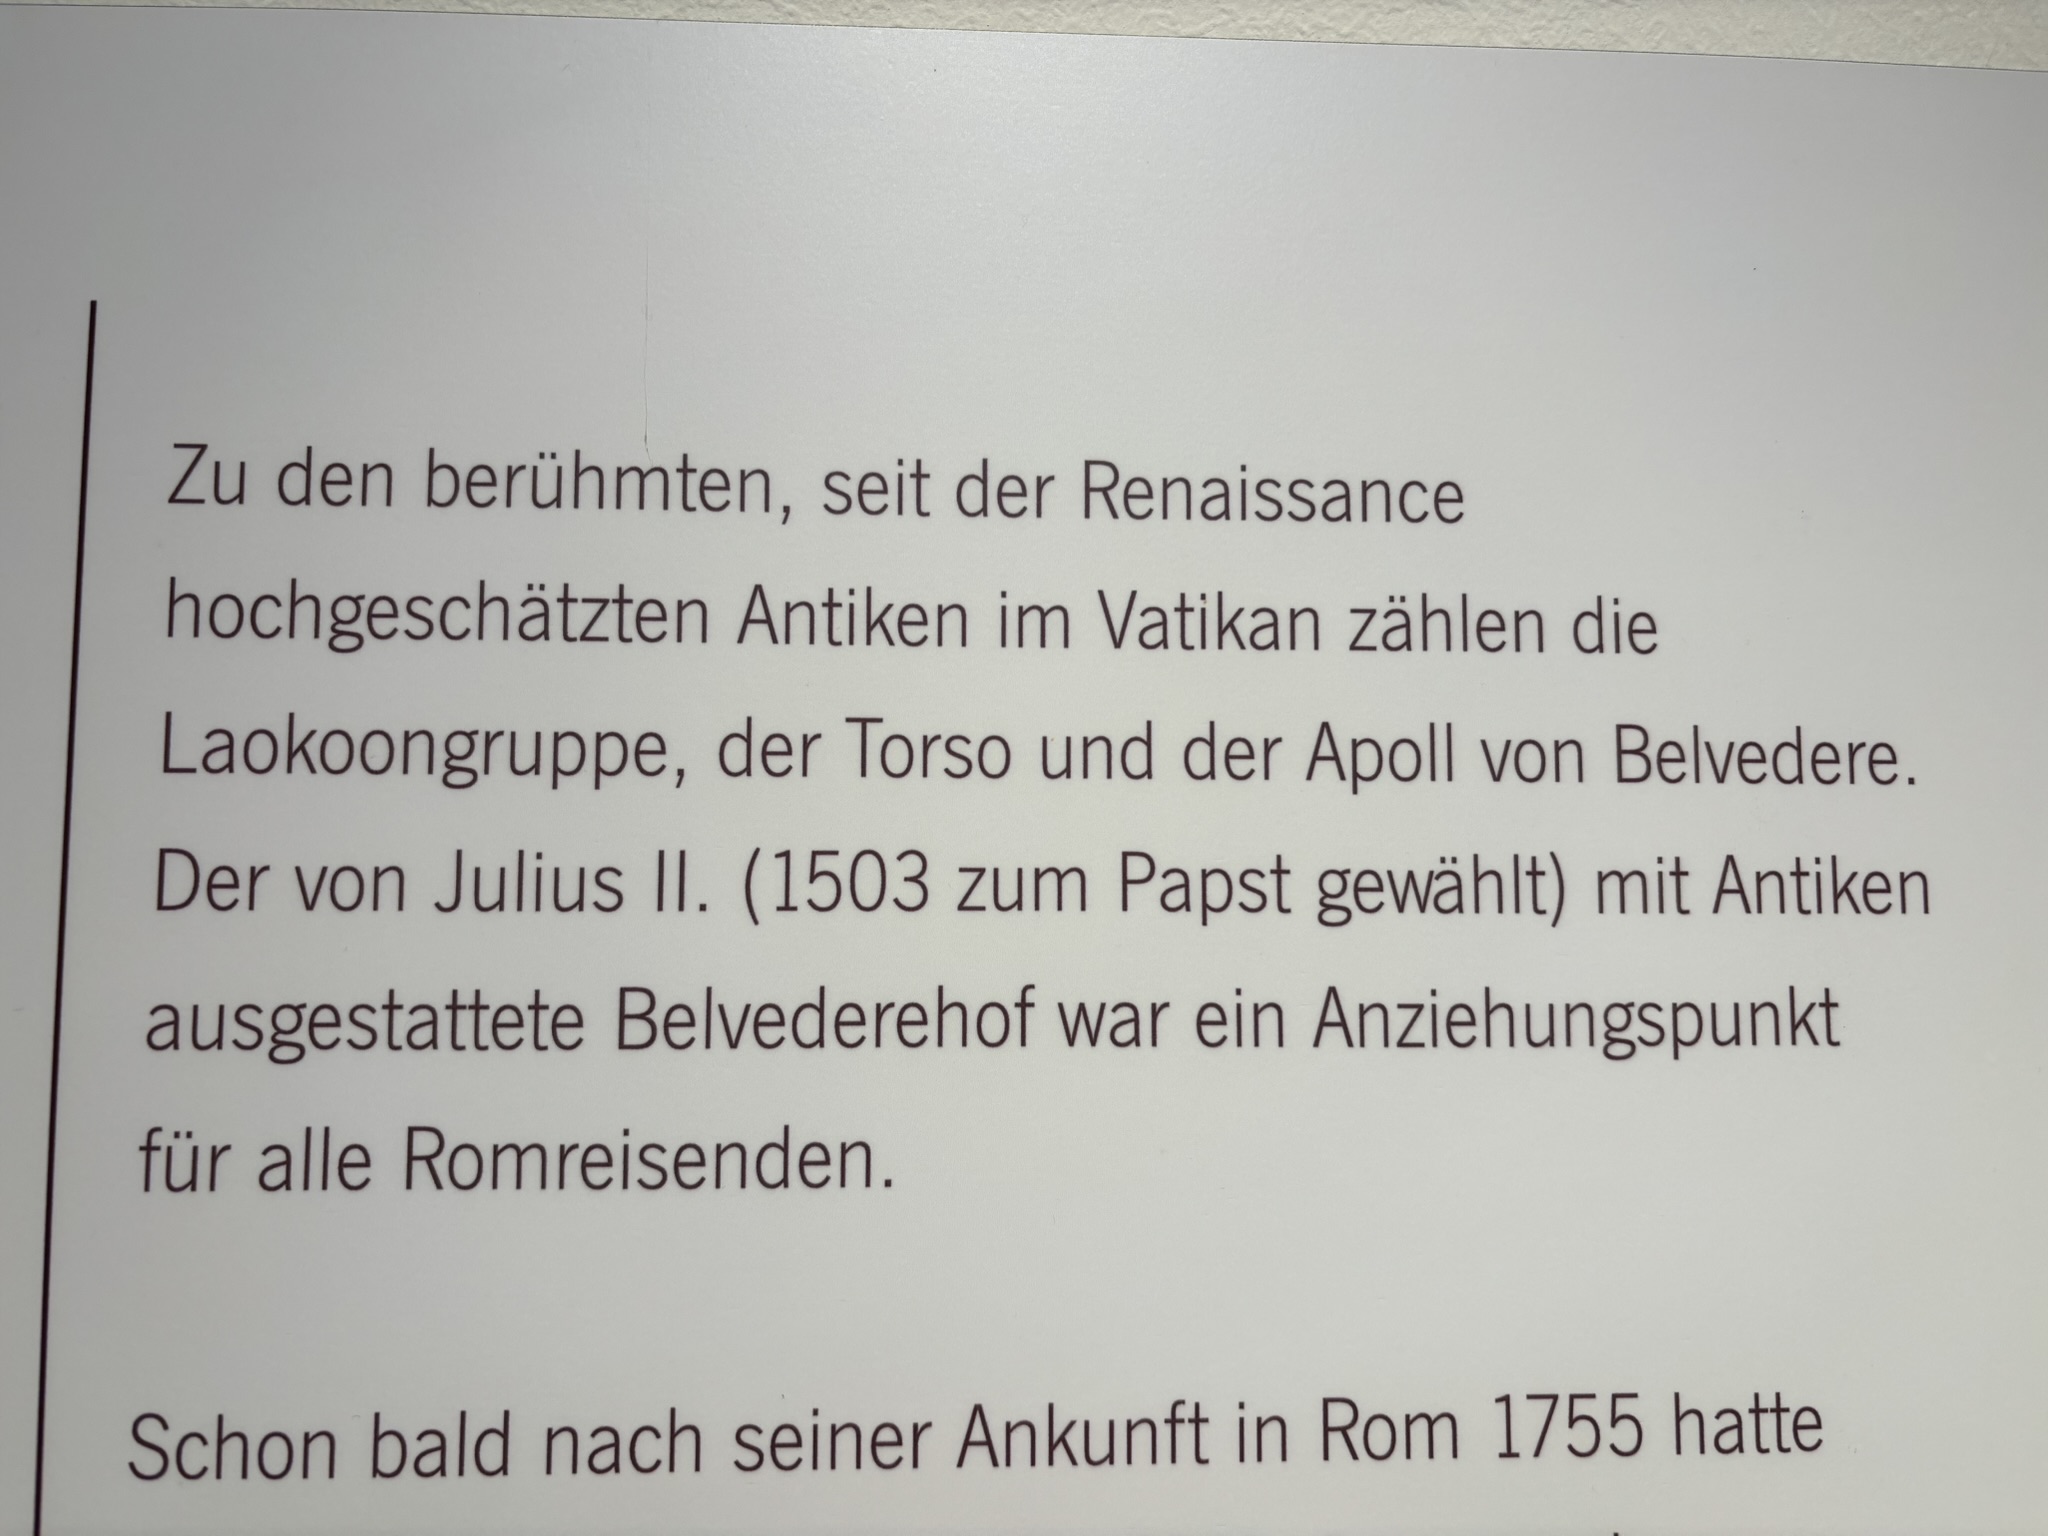 Zu den berühmten, seit der Renaissance
hochgeschätzten Antiken im Vatikan zählen die
Laokoongruppe, der Torso und der Apoll von Belvedere.
Der von Julius II. (1503 zum Papst gewählt) mit Antiken
ausgestattete Belvederehof war ein Anziehungspunkt
für alle Romreisenden.
Schon bald nach seiner Ankunft in Rom 1755 hatte